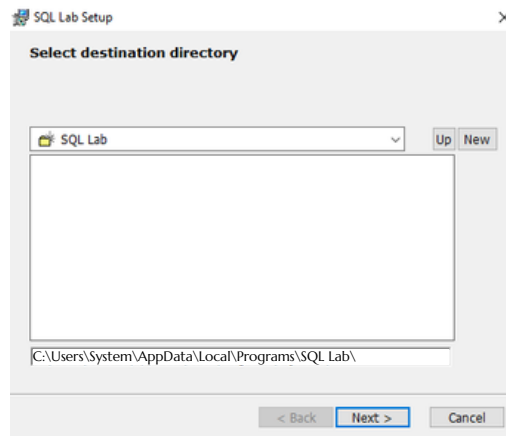 SQL Lab Setup
Select destination directory
SQL Lab
Up New
C:\Users\System\AppData\Local\Programs\SQL Lab\
< Back Next > Cancel